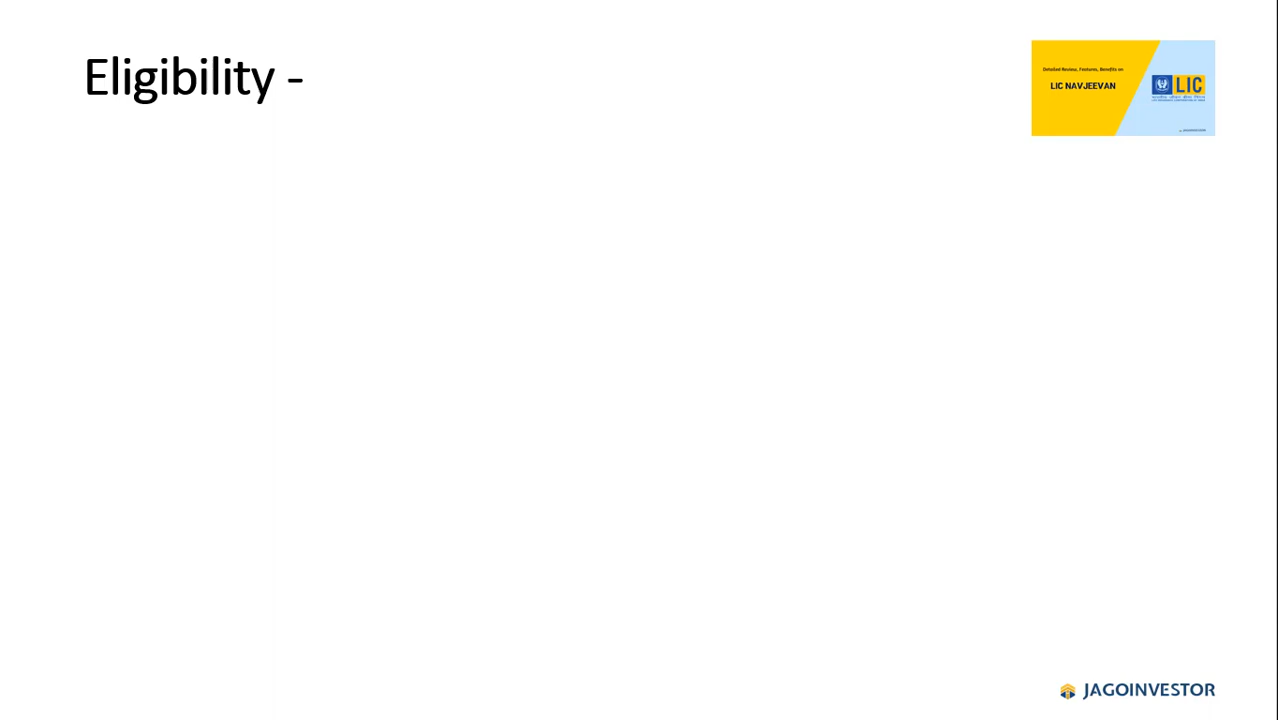 Eligibility -
Detailed Review, Features, Benefits on
LIC NAVJEEVAN
LIC
JAGOINVESTOR